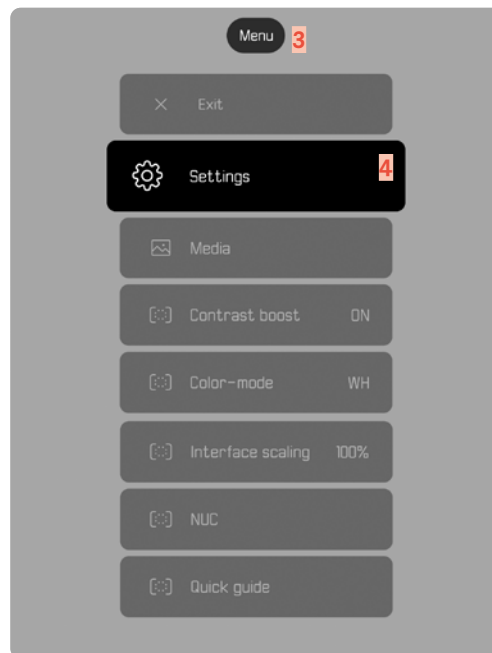 Menu 3
Exit
Settings 4
Media
Contrast boost ON
Color-mode WH
Interface scaling 100%
NUC
Quick guide